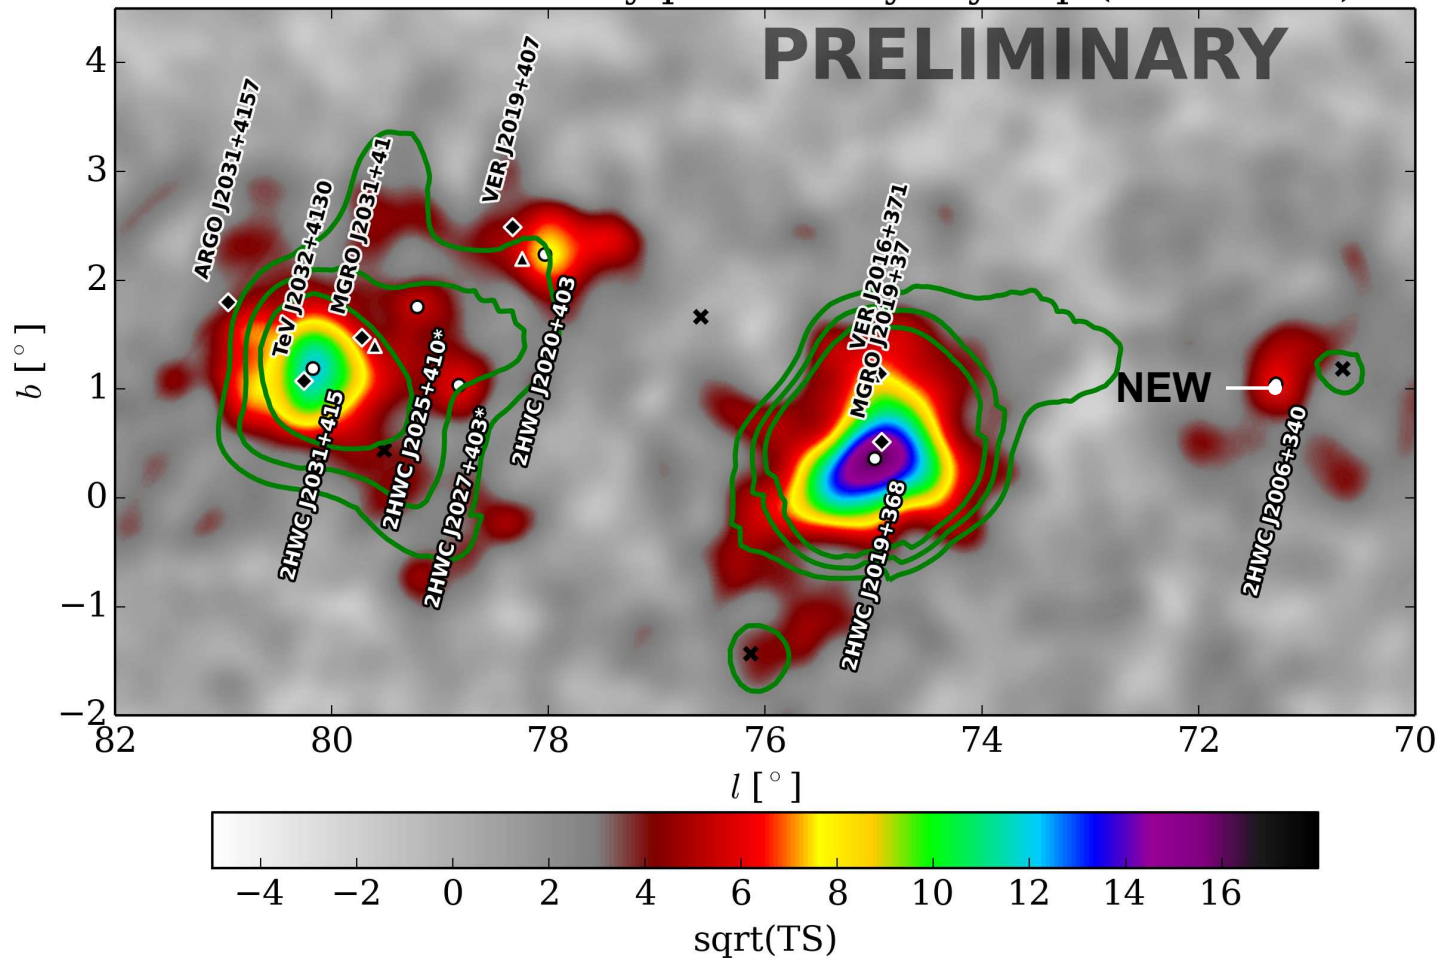 PRELIMINARY
4
3
2
1
0
−1
−2
b [°]
ARGO J2031+4157
TeV J2032+4130
MGRO J2031+41
VER J2019+407
VER J2016+371
MGRO J2019+37
NEW
2HWC J2031+415
2HWC J2025+410*
2HWC J2027+403*
2HWC J2020+403
2HWC J2019+368
2HWC J2006+340
82 80 78 76 74 72 70
l [°]
−4 −2 0 2 4 6 8 10 12 14 16
sqrt(TS)